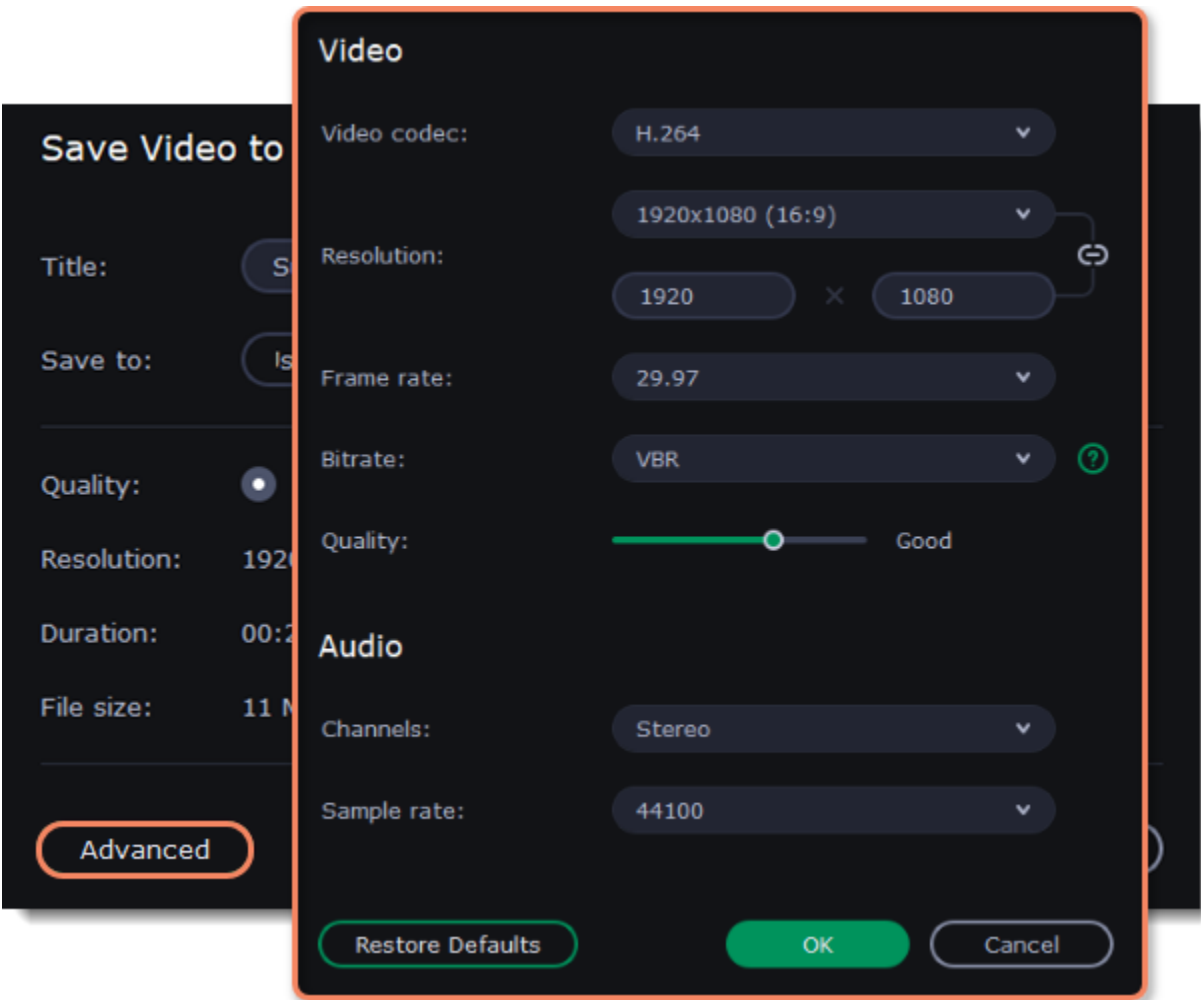 Video
Video codec: H.264
1920x1080 (16:9)
Resolution:
1920 × 1080
Frame rate: 29.97
Bitrate: VBR
Quality: Good
Audio
Channels: Stereo
Sample rate: 44100
Restore Defaults OK Cancel
Save Video to
Title:
Save to:
Quality:
Resolution:
Duration:
File size: 11
Advanced